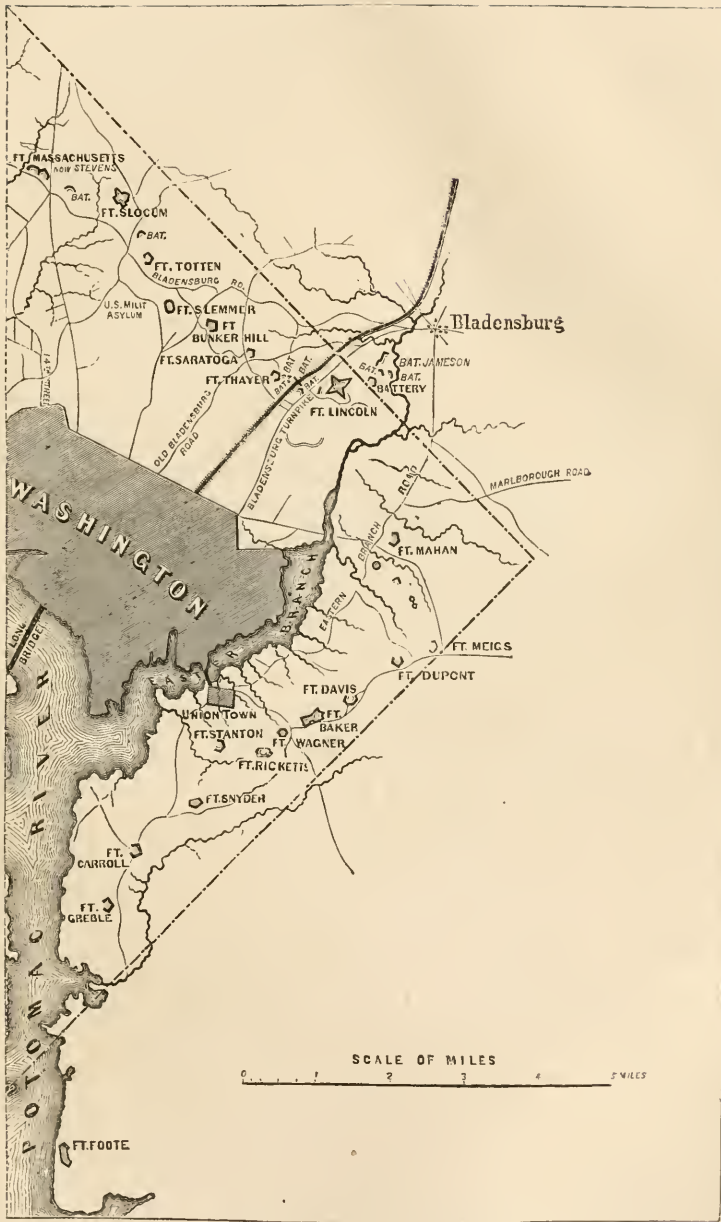 FT. MASSACHUSETTS
NOW STEVENS
BAT.
FT. SLOCUM
BAT.
FT. TOTTEN
BLADENSBURG RD.
U.S. MILIT
ASYLUM
FT. SLEMMER
FT
BUNKER HILL
FT. SARATOGA
FT. THAYER
BAT.
BAT
BAT.
BAT.
Bladensburg
BAT. JAMESON
BAT.
BAT.
BATTERY
FT. LINCOLN
14TH STREET
OLD BLADENSBURG
ROAD
BLADENSBURG TURNPIKE
WASHINGTON
MARLBOROUGH ROAD
FT. MAHAN
EASTERN BRANCH ROAD
EASTERN BRANCH
LONG
BRIDGE
FT. MEIGS
FT. DUPONT
FT. DAVIS
UNION TOWN
FT.
BAKER
FT. STANTON
FT.
WAGNER
FT. RICKETTS
FT. SNYDER
FT.
CARROLL
FT.
GREBLE
POTOMAC RIVER
SCALE OF MILES
0 1 2 3 4 5 MILES
FT. FOOTE